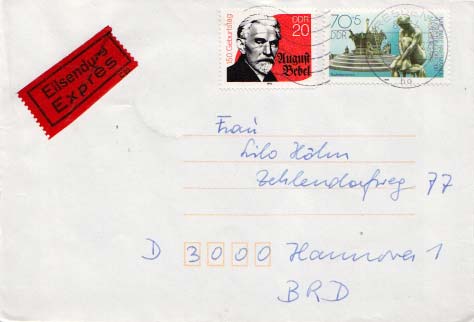 Eilsendung
Exprès
150. Geburtstag
DDR
20
August
Bebel
70+5
DDR
Frau
Lilo Höhn
Zehlendorfweg 77
D 3000 Hannover 1
BRD